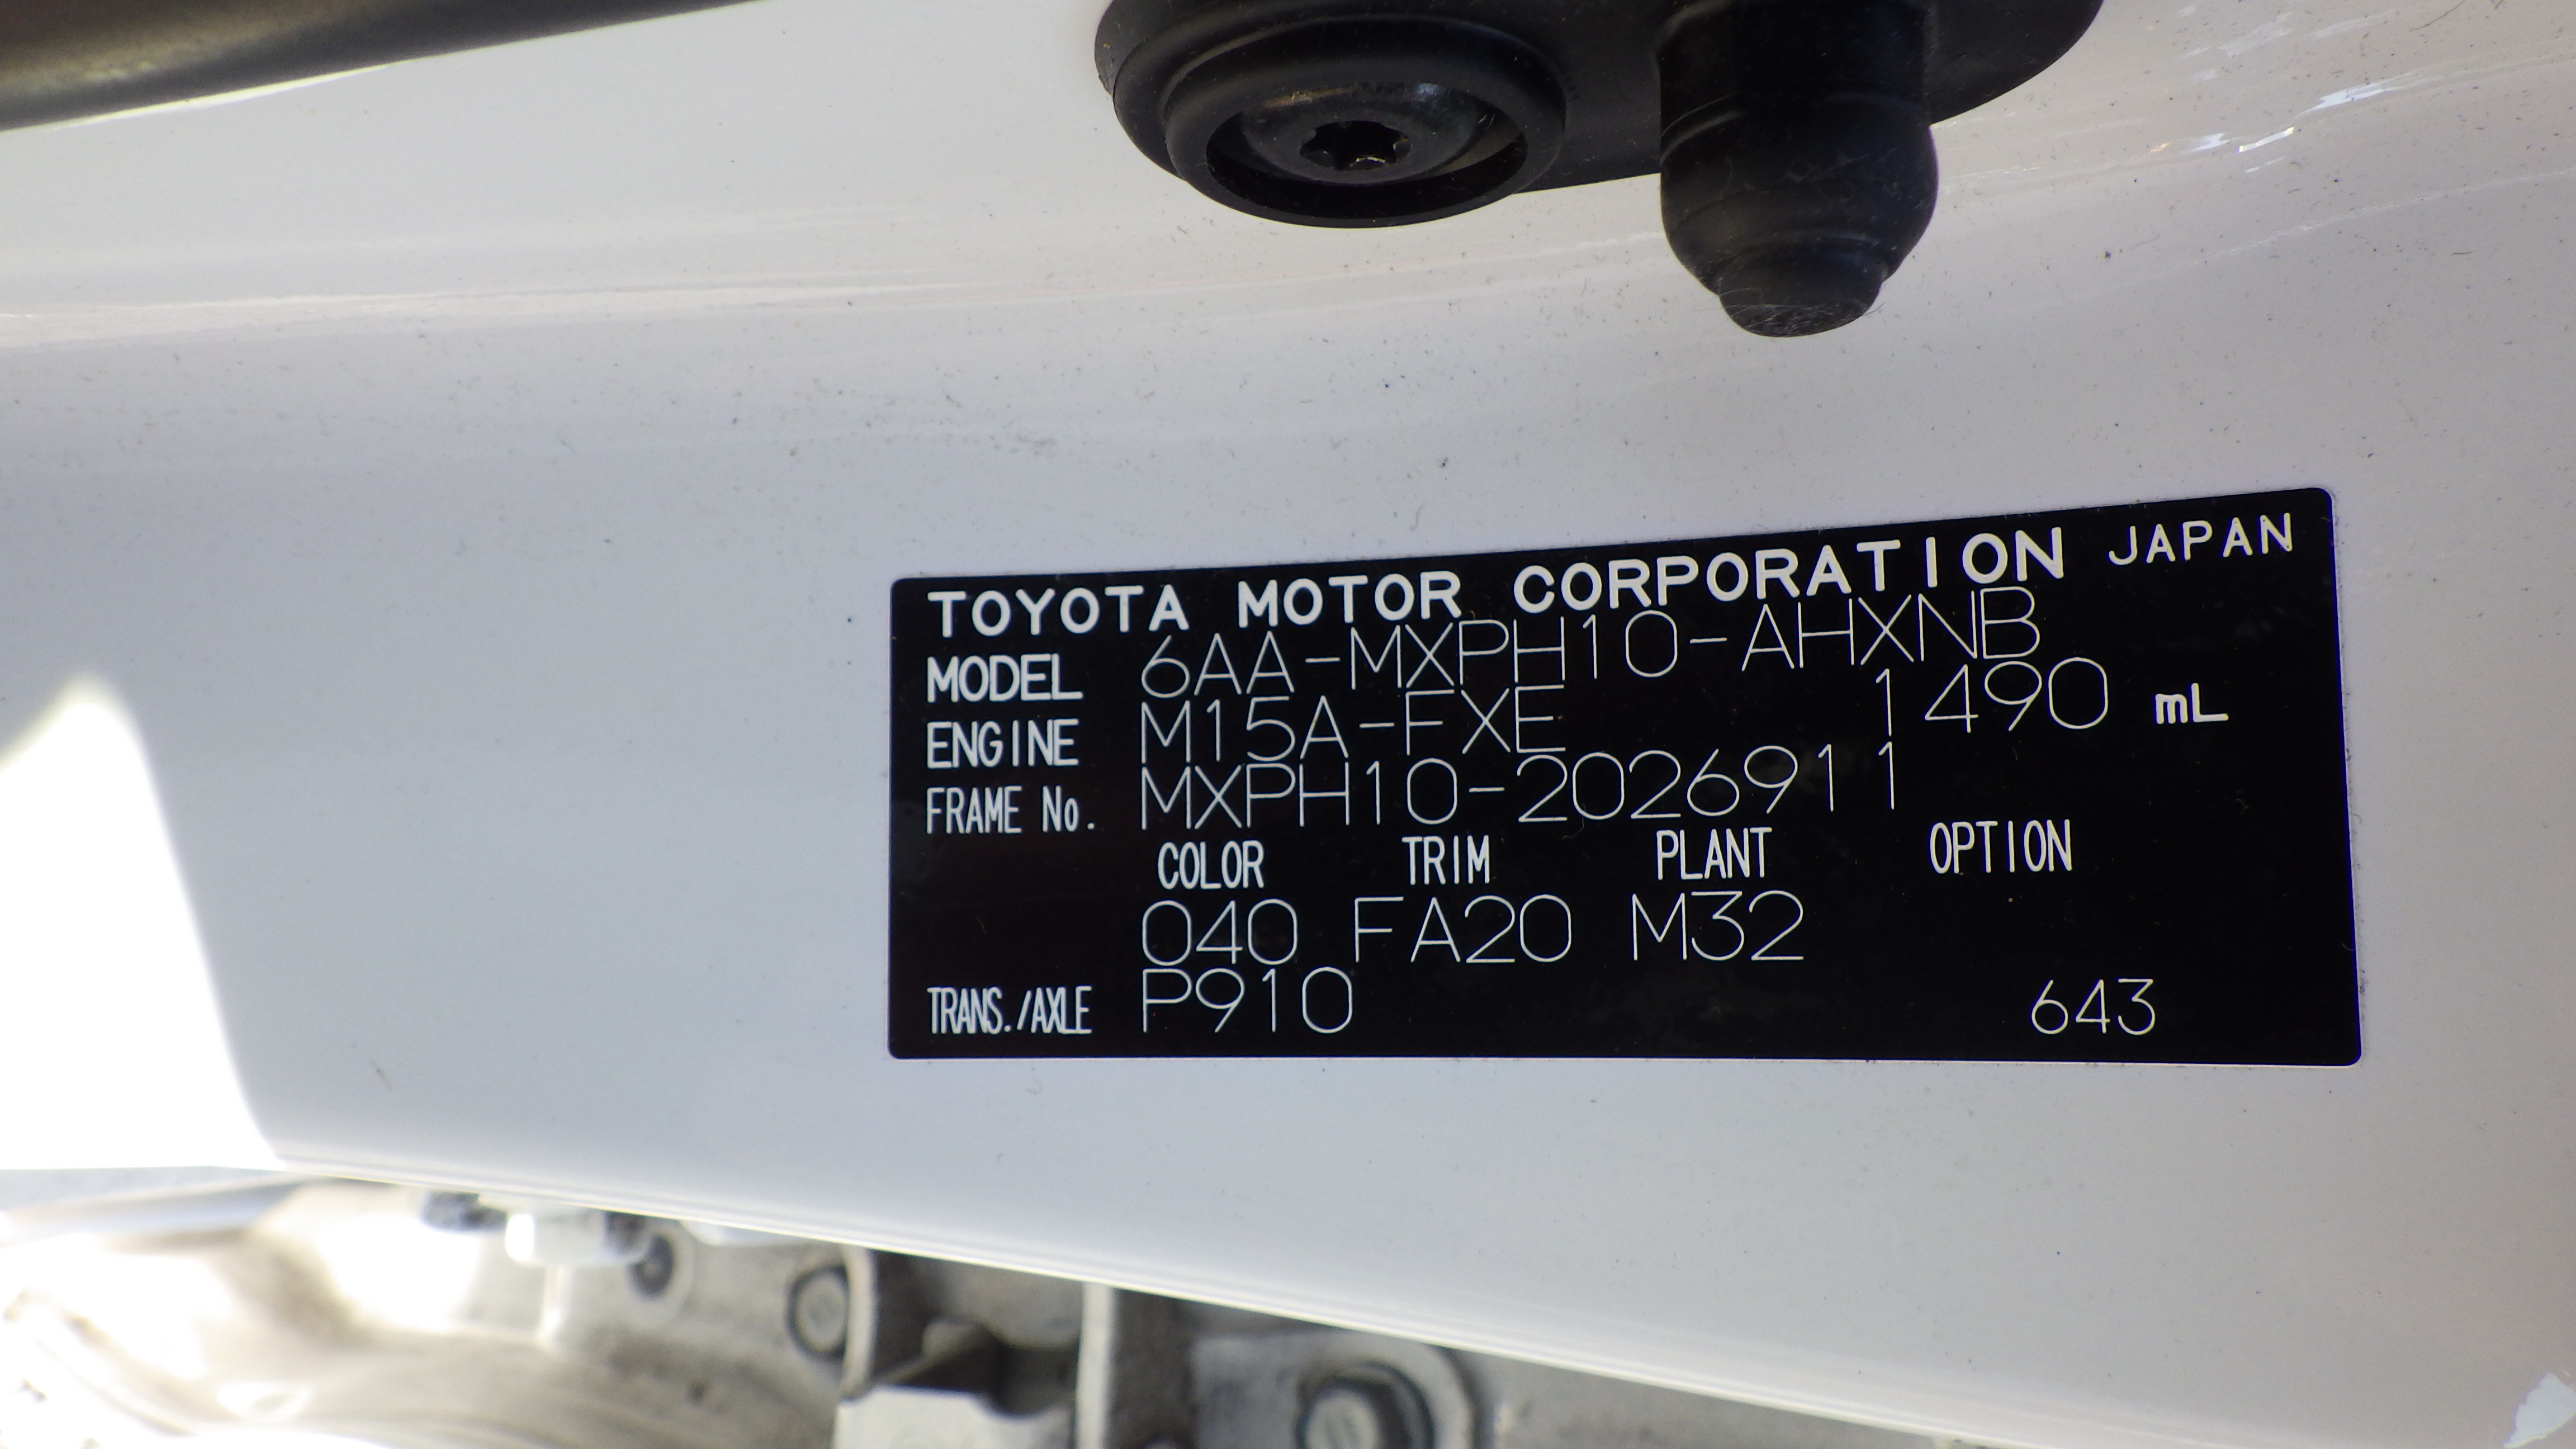 TOYOTA MOTOR CORPORATION JAPAN
MODEL 6AA-MXPH10-AHXNB
ENGINE M15A-FXE 1490 mL
FRAME No. MXPH10-2026911
COLOR TRIM PLANT OPTION
040 FA20 M32
TRANS./AXLE P910 643